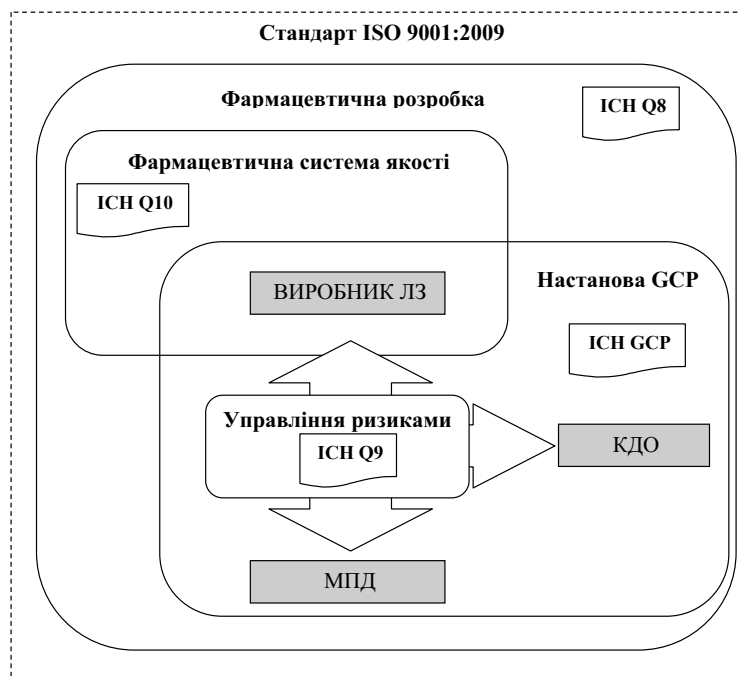 Стандарт ISO 9001:2009
Фармацевтична розробка
ICH Q8
Фармацевтична система якості
ICH Q10
Настанова GCP
ВИРОБНИК ЛЗ
ICH GCP
Управління ризиками
ICH Q9
КДО
МПД